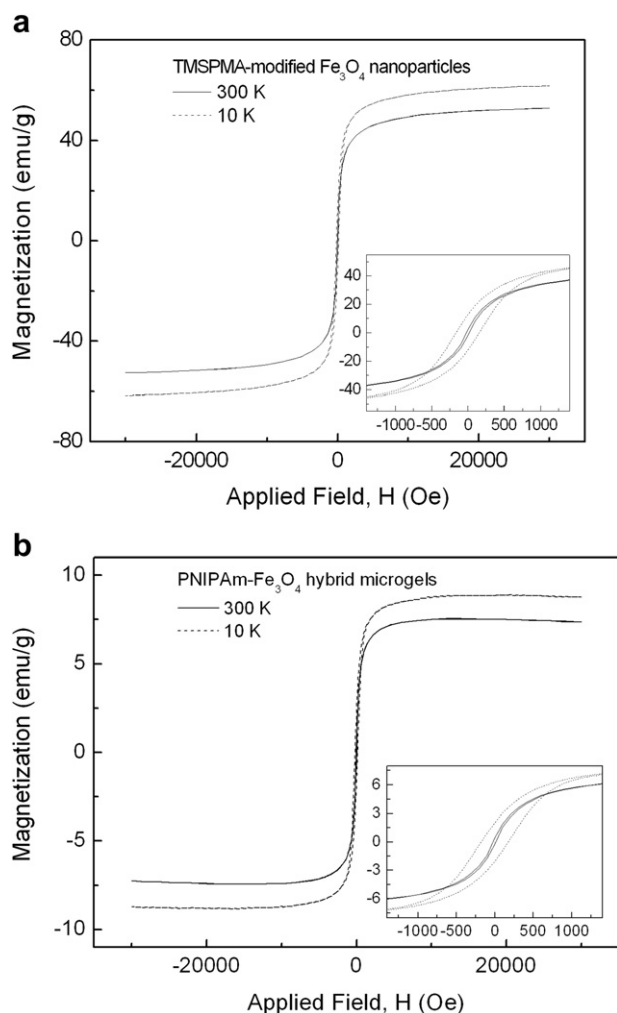 a
TMSPMA-modified Fe3O4 nanoparticles
300 K
10 K
Magnetization (emu/g)
80
40
0
-40
-80
-20000 0 20000
Applied Field, H (Oe)
40
20
0
-20
-40
-1000 -500 0 500 1000
b
PNIPAm-Fe3O4 hybrid microgels
300 K
10 K
Magnetization (emu/g)
10
5
0
-5
-10
-20000 0 20000
Applied Field, H (Oe)
6
3
0
-3
-6
-1000 -500 0 500 1000